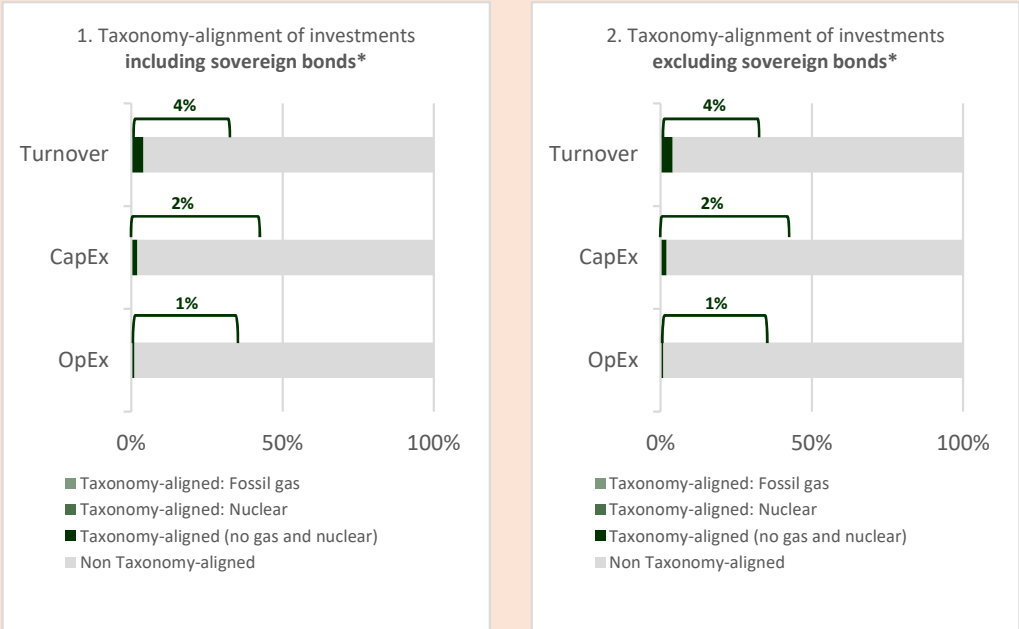 1. Taxonomy-alignment of investments
including sovereign bonds*
4%
Turnover
2%
CapEx
1%
OpEx
0% 50% 100%
Taxonomy-aligned: Fossil gas
Taxonomy-aligned: Nuclear
Taxonomy-aligned (no gas and nuclear)
Non Taxonomy-aligned
2. Taxonomy-alignment of investments
excluding sovereign bonds*
4%
Turnover
2%
CapEx
1%
OpEx
0% 50% 100%
Taxonomy-aligned: Fossil gas
Taxonomy-aligned: Nuclear
Taxonomy-aligned (no gas and nuclear)
Non Taxonomy-aligned